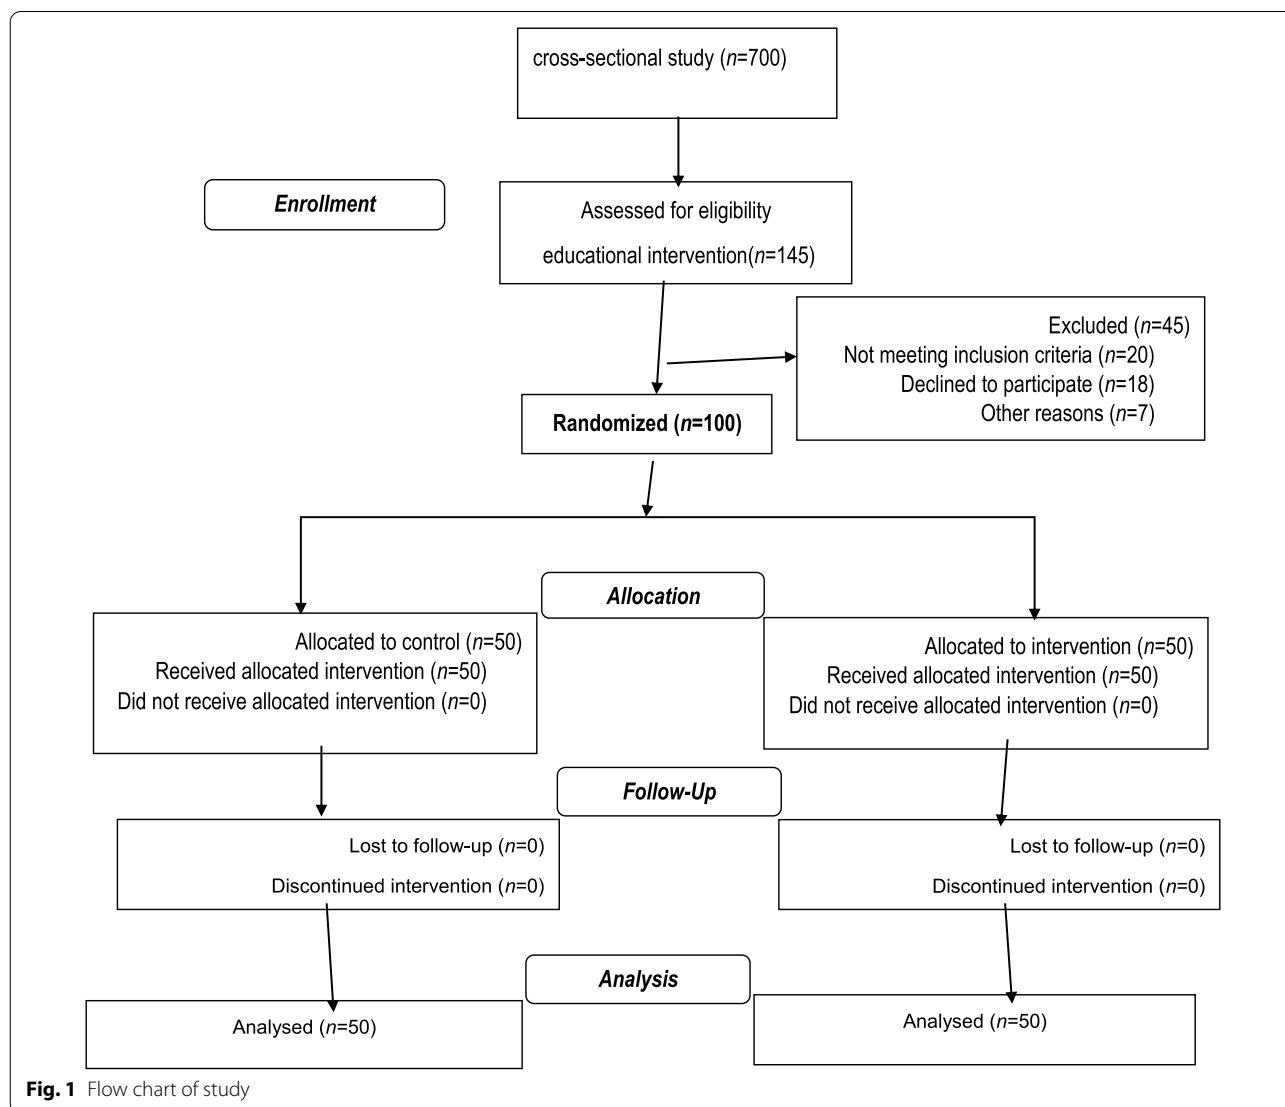 cross-sectional study (n=700)
Enrollment
Assessed for eligibility
educational intervention(n=145)
Excluded (n=45)
Not meeting inclusion criteria (n=20)
Declined to participate (n=18)
Other reasons (n=7)
Randomized (n=100)
Allocation
Allocated to control (n=50)
Received allocated intervention (n=50)
Did not receive allocated intervention (n=0)
Allocated to intervention (n=50)
Received allocated intervention (n=50)
Did not receive allocated intervention (n=0)
Follow-Up
Lost to follow-up (n=0)
Discontinued intervention (n=0)
Lost to follow-up (n=0)
Discontinued intervention (n=0)
Analysis
Analysed (n=50)
Analysed (n=50)
Fig. 1 Flow chart of study